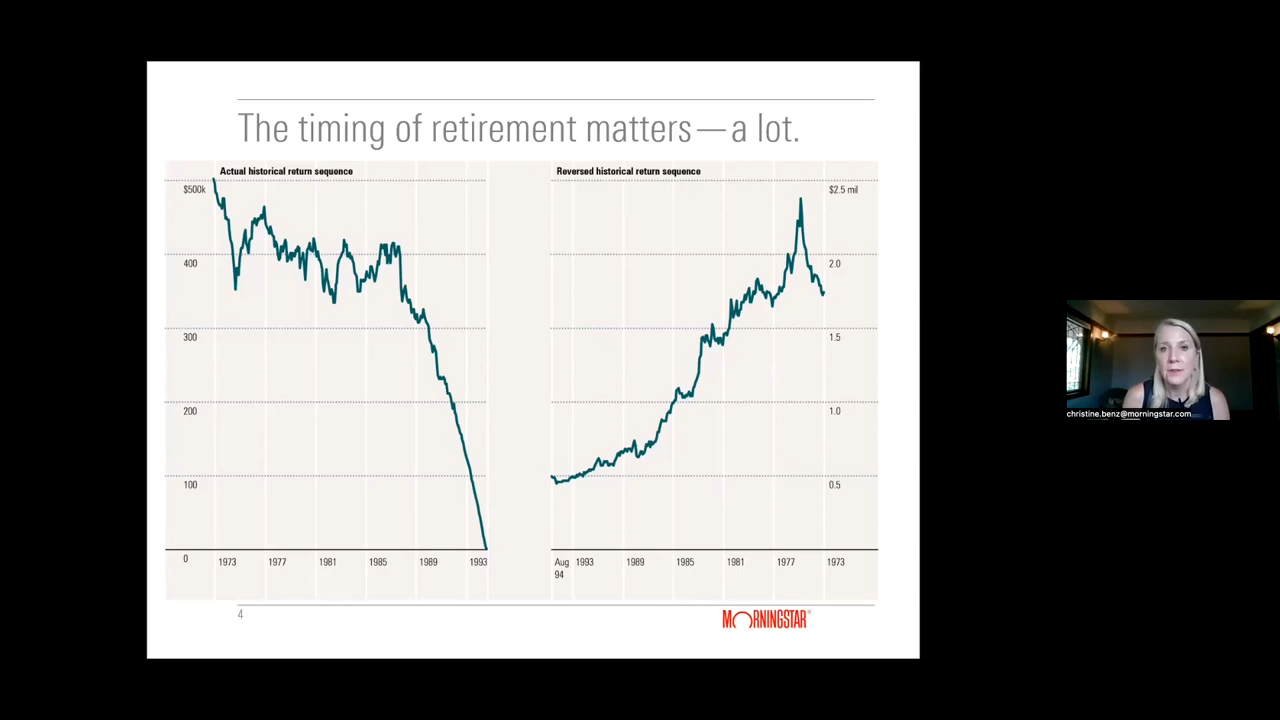 The timing of retirement matters—a lot.
Actual historical return sequence
$500k
400
300
200
100
0
1973 1977 1981 1985 1989 1993
Reversed historical return sequence
$2.5 mil
2.0
1.5
1.0
0.5
Aug 94 1993 1989 1985 1981 1977 1973
4
MORNINGSTAR®
christine.benz@morningstar.com